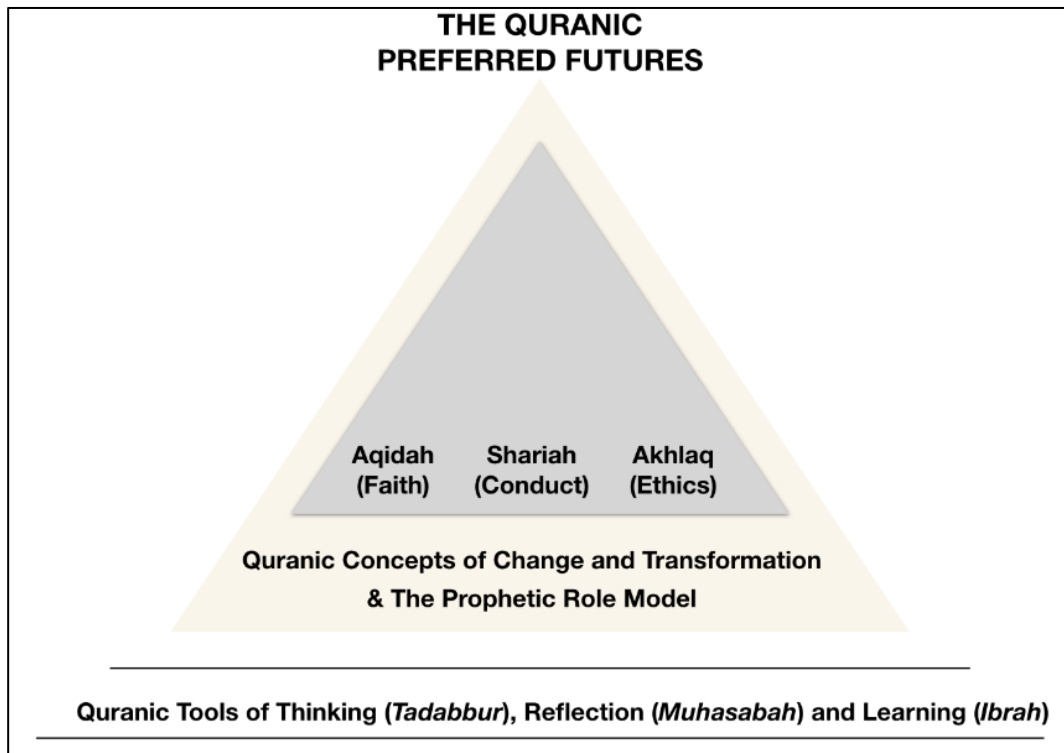 THE QURANIC
PREFERRED FUTURES
Aqidah Shariah Akhlaq
(Faith) (Conduct) (Ethics)
Quranic Concepts of Change and Transformation
& The Prophetic Role Model
Quranic Tools of Thinking (Tadabbur), Reflection (Muhasabah) and Learning (Ibrah)